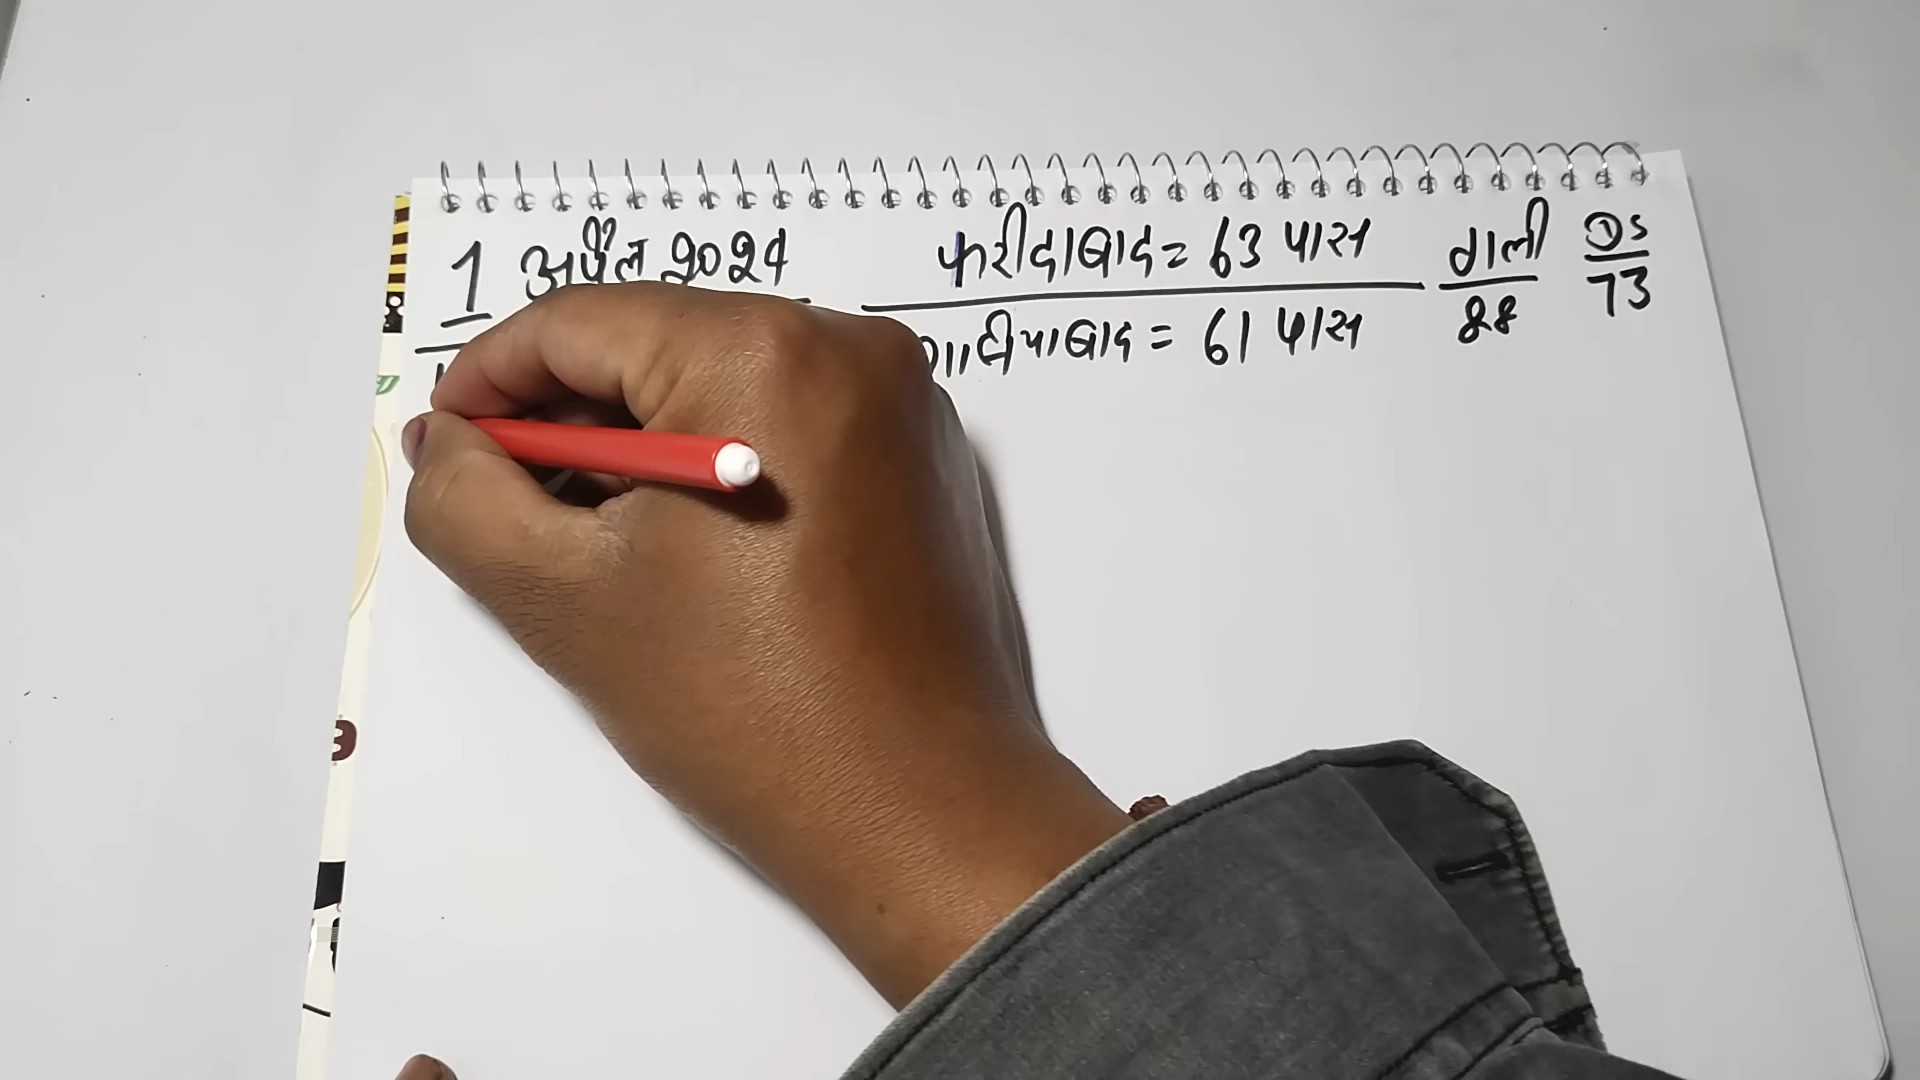 1 अप्रैल 2024 फरीदाबाद = 63 पास गली DS
गाजीयाबाद = 61 पास 88 73